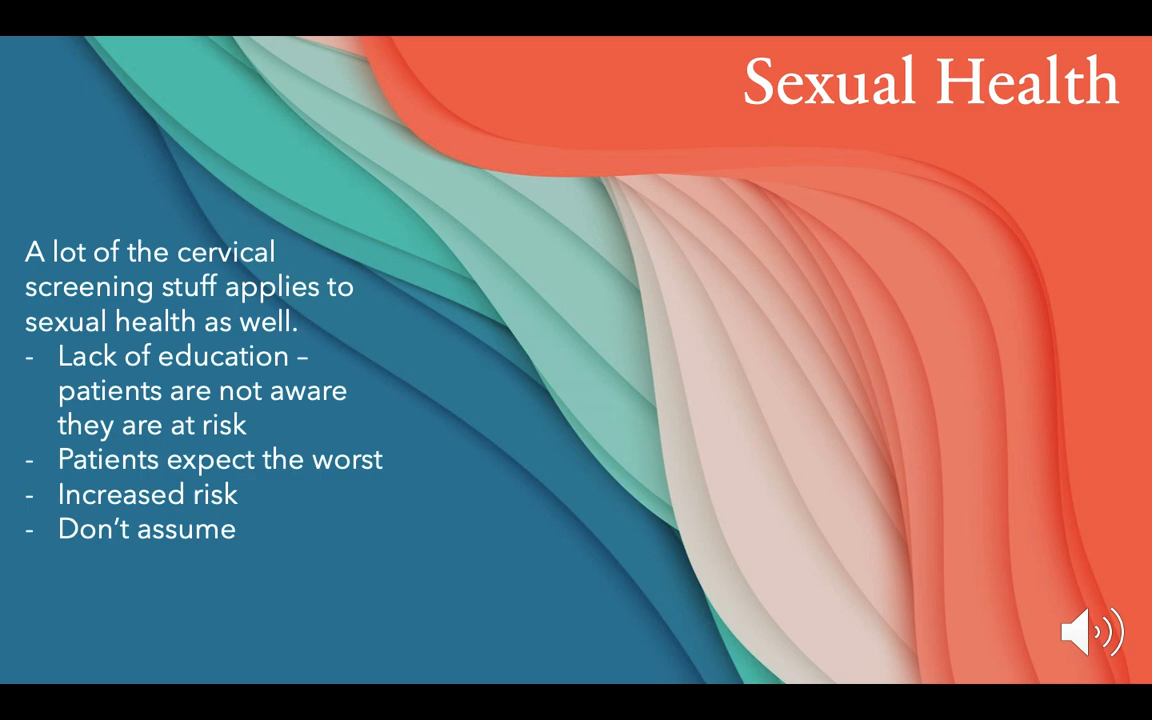 Sexual Health
A lot of the cervical
screening stuff applies to
sexual health as well.
- Lack of education –
patients are not aware
they are at risk
- Patients expect the worst
- Increased risk
- Don’t assume